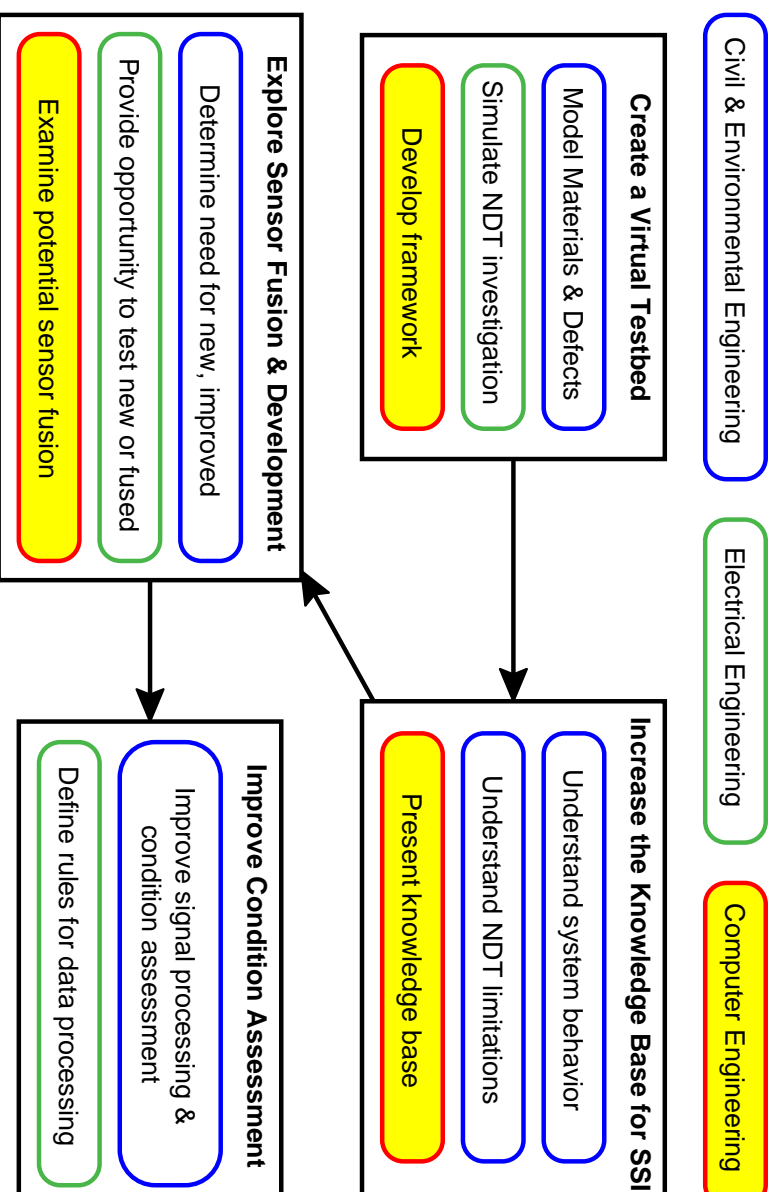 Civil & Environmental Engineering
Electrical Engineering
Computer Engineering
Create a Virtual Testbed
Model Materials & Defects
Simulate NDT investigation
Develop framework
Increase the Knowledge Base for SSI
Understand system behavior
Understand NDT limitations
Present knowledge base
Explore Sensor Fusion & Development
Determine need for new, improved
Provide opportunity to test new or fused
Examine potential sensor fusion
Improve Condition Assessment
Improve signal processing &
condition assessment
Define rules for data processing